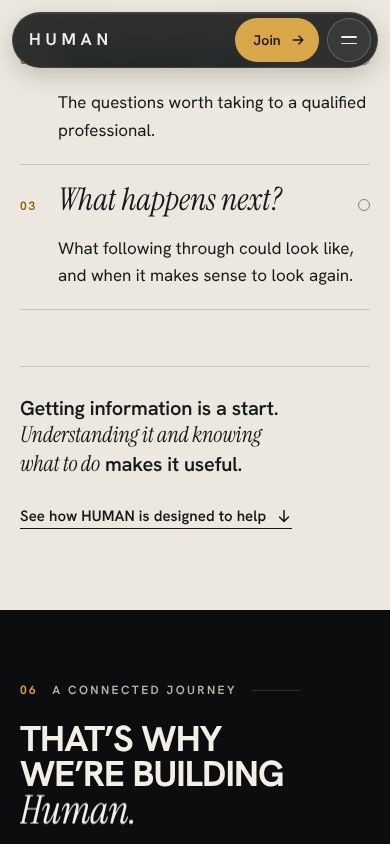 HUMAN
Join →
The questions worth taking to a qualified
professional.
03
What happens next?
What following through could look like,
and when it makes sense to look again.
Getting information is a start.
Understanding it and knowing
what to do makes it useful.
See how HUMAN is designed to help ↓
06 A CONNECTED JOURNEY
THAT'S WHY
WE'RE BUILDING
Human.